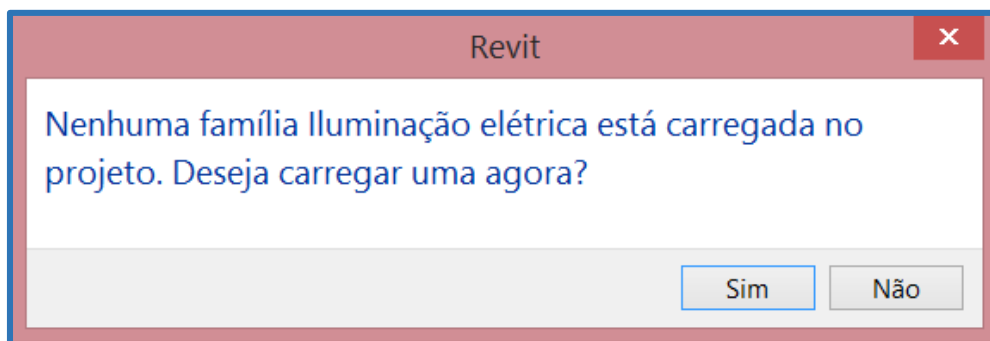 Revit
Nenhuma família Iluminação elétrica está carregada no
projeto. Deseja carregar uma agora?
Sim
Não